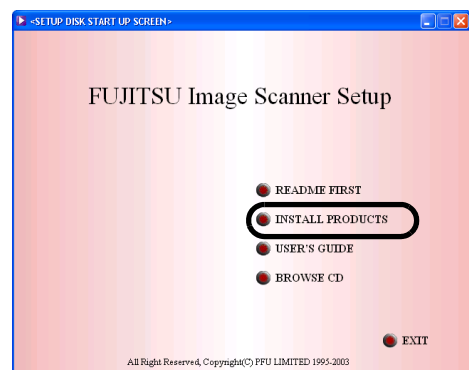 <SETUP DISK START UP SCREEN>
FUJITSU Image Scanner Setup
README FIRST
INSTALL PRODUCTS
USER'S GUIDE
BROWSE CD
EXIT
All Right Reserved, Copyright(C) PFU LIMITED 1995-2003